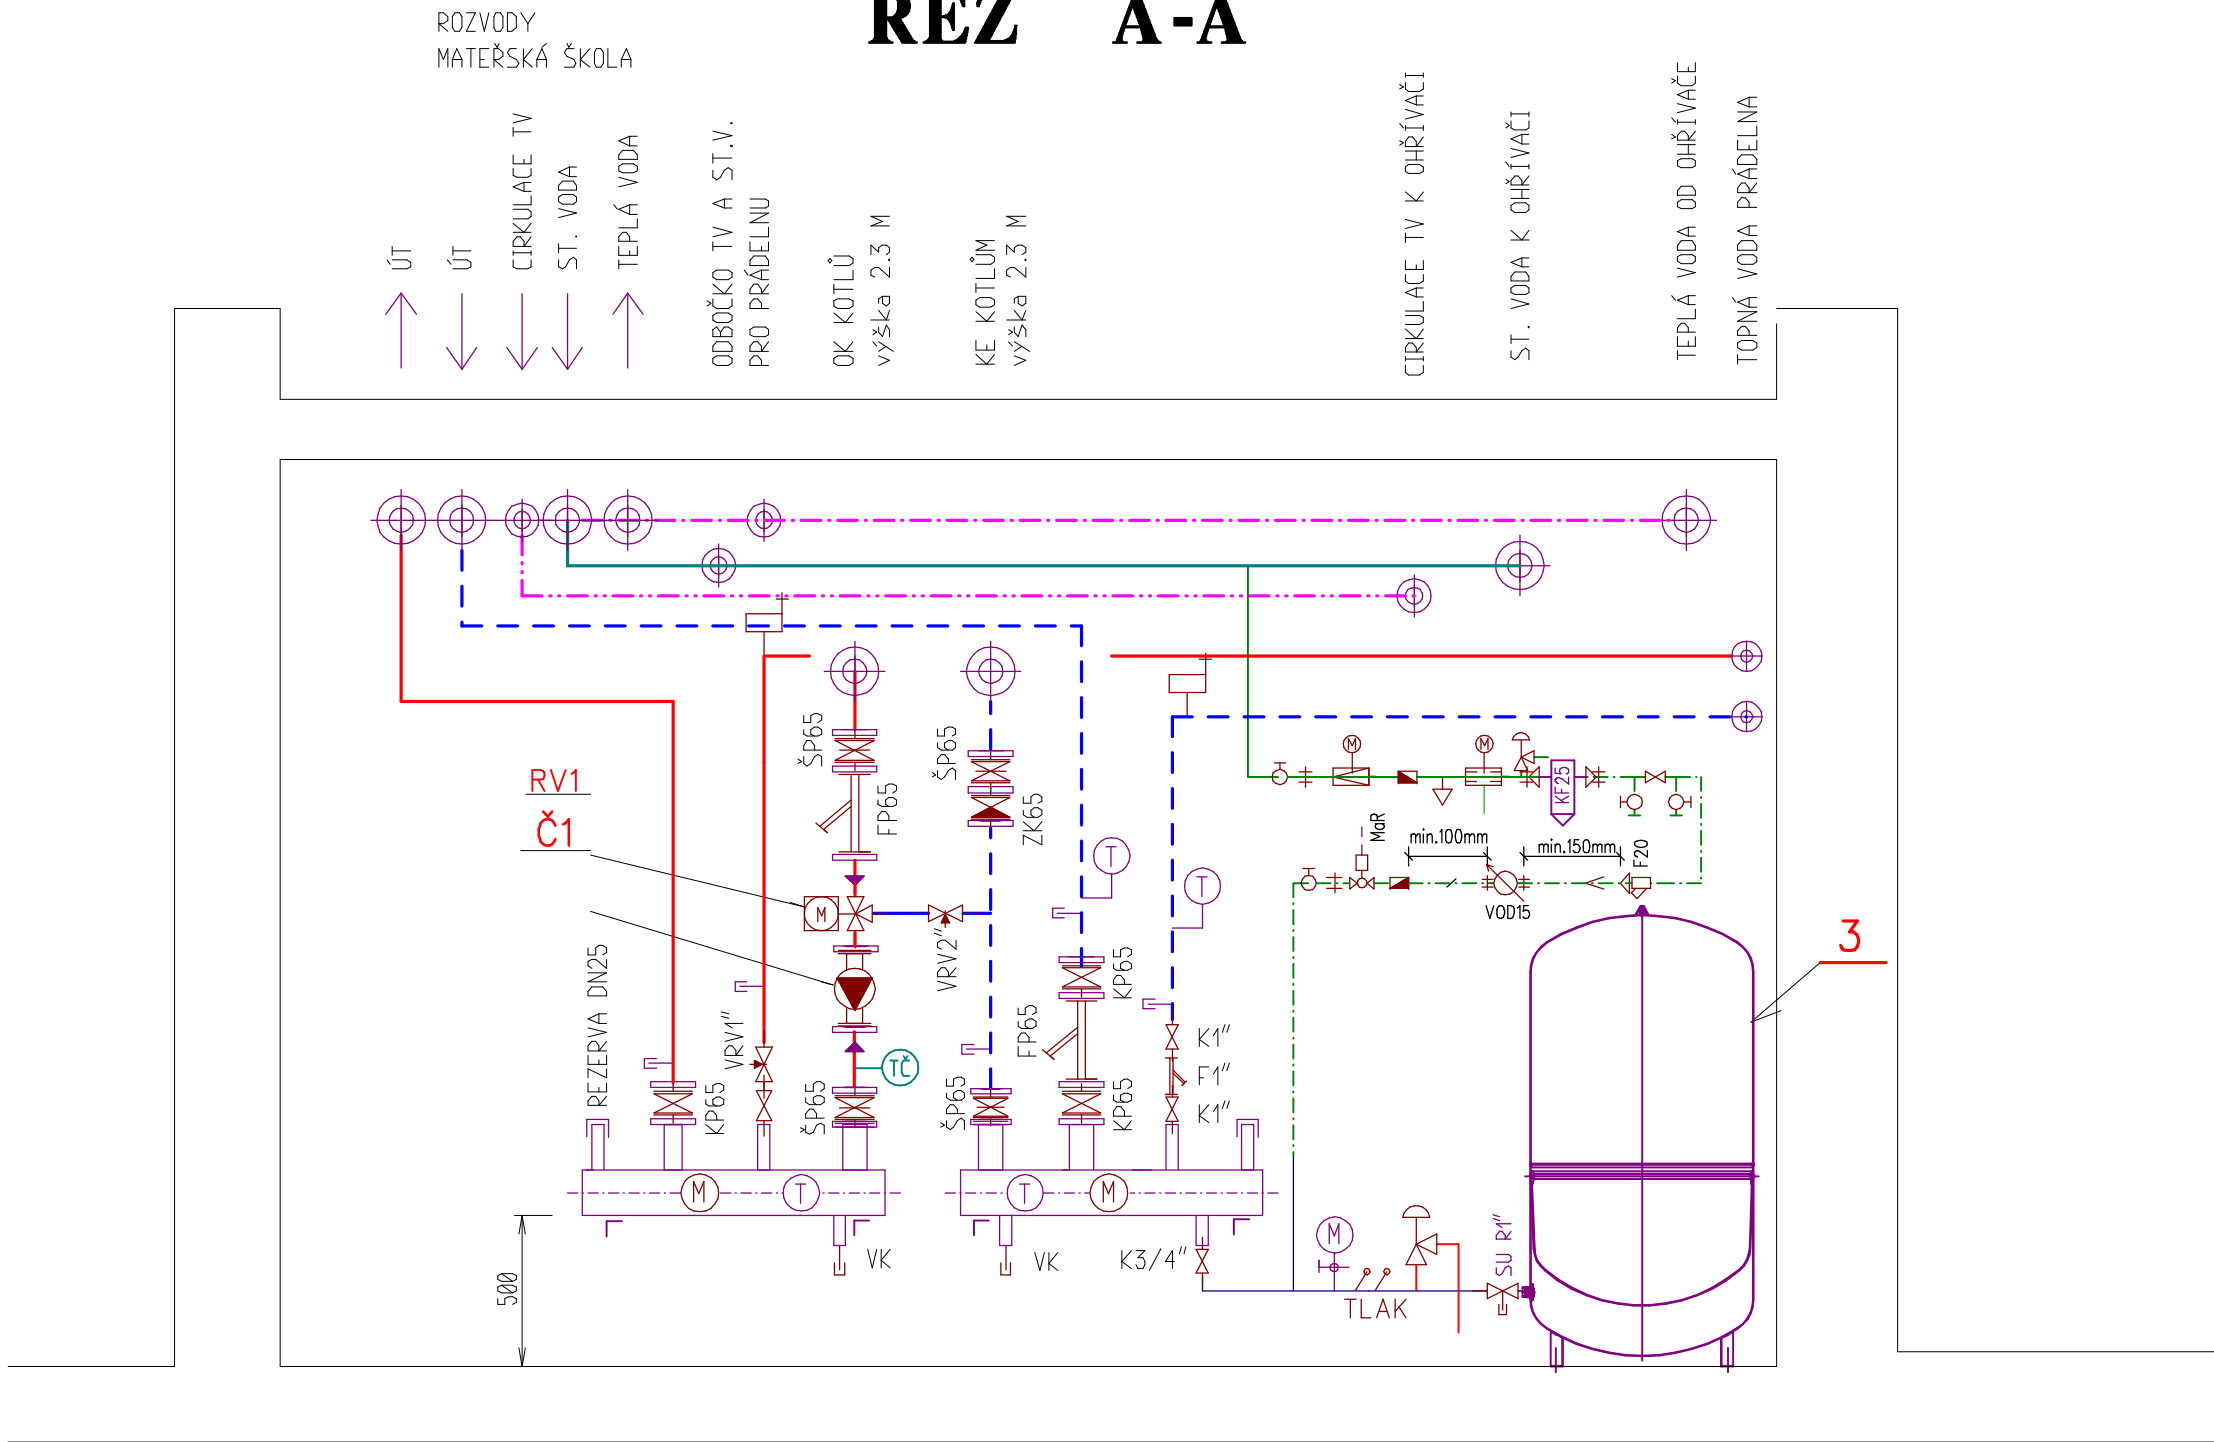 ŘEZ A-A
ROZVODY
MATEŘSKÁ ŠKOLA
ÚT
ÚT
CIRKULACE TV
ST. VODA
TEPLÁ VODA
ODBOČKO TV A ST.V.
PRO PRÁDELNU
OK KOTLŮ
výška 2.3 M
KE KOTLŮM
výška 2.3 M
CIRKULACE TV K OHŘÍVAČI
ST. VODA K OHŘÍVAČI
TEPLÁ VODA OD OHŘÍVAČE
TOPNÁ VODA PRÁDELNA
ŠP65
FP65
ŠP65
ZK65
RV1
Č1
M
M
M
KF25
T
T
MaR
min.100mm
min.150mm
F20
VOD15
3
VRV2"
REZERVA DN25
KP65
VRV1"
TČ
ŠP65
ŠP65
FP65
KP65
KP65
K1"
F1"
K1"
M
T
T
M
VK
VK
K3/4"
M
TLAK
SU R1"
500